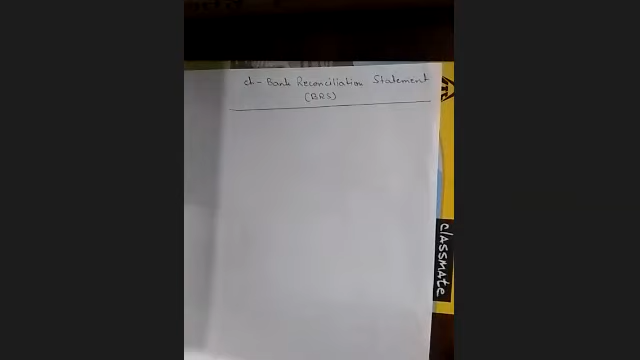 ch - Bank Reconciliation Statement
(BRS)
classmate